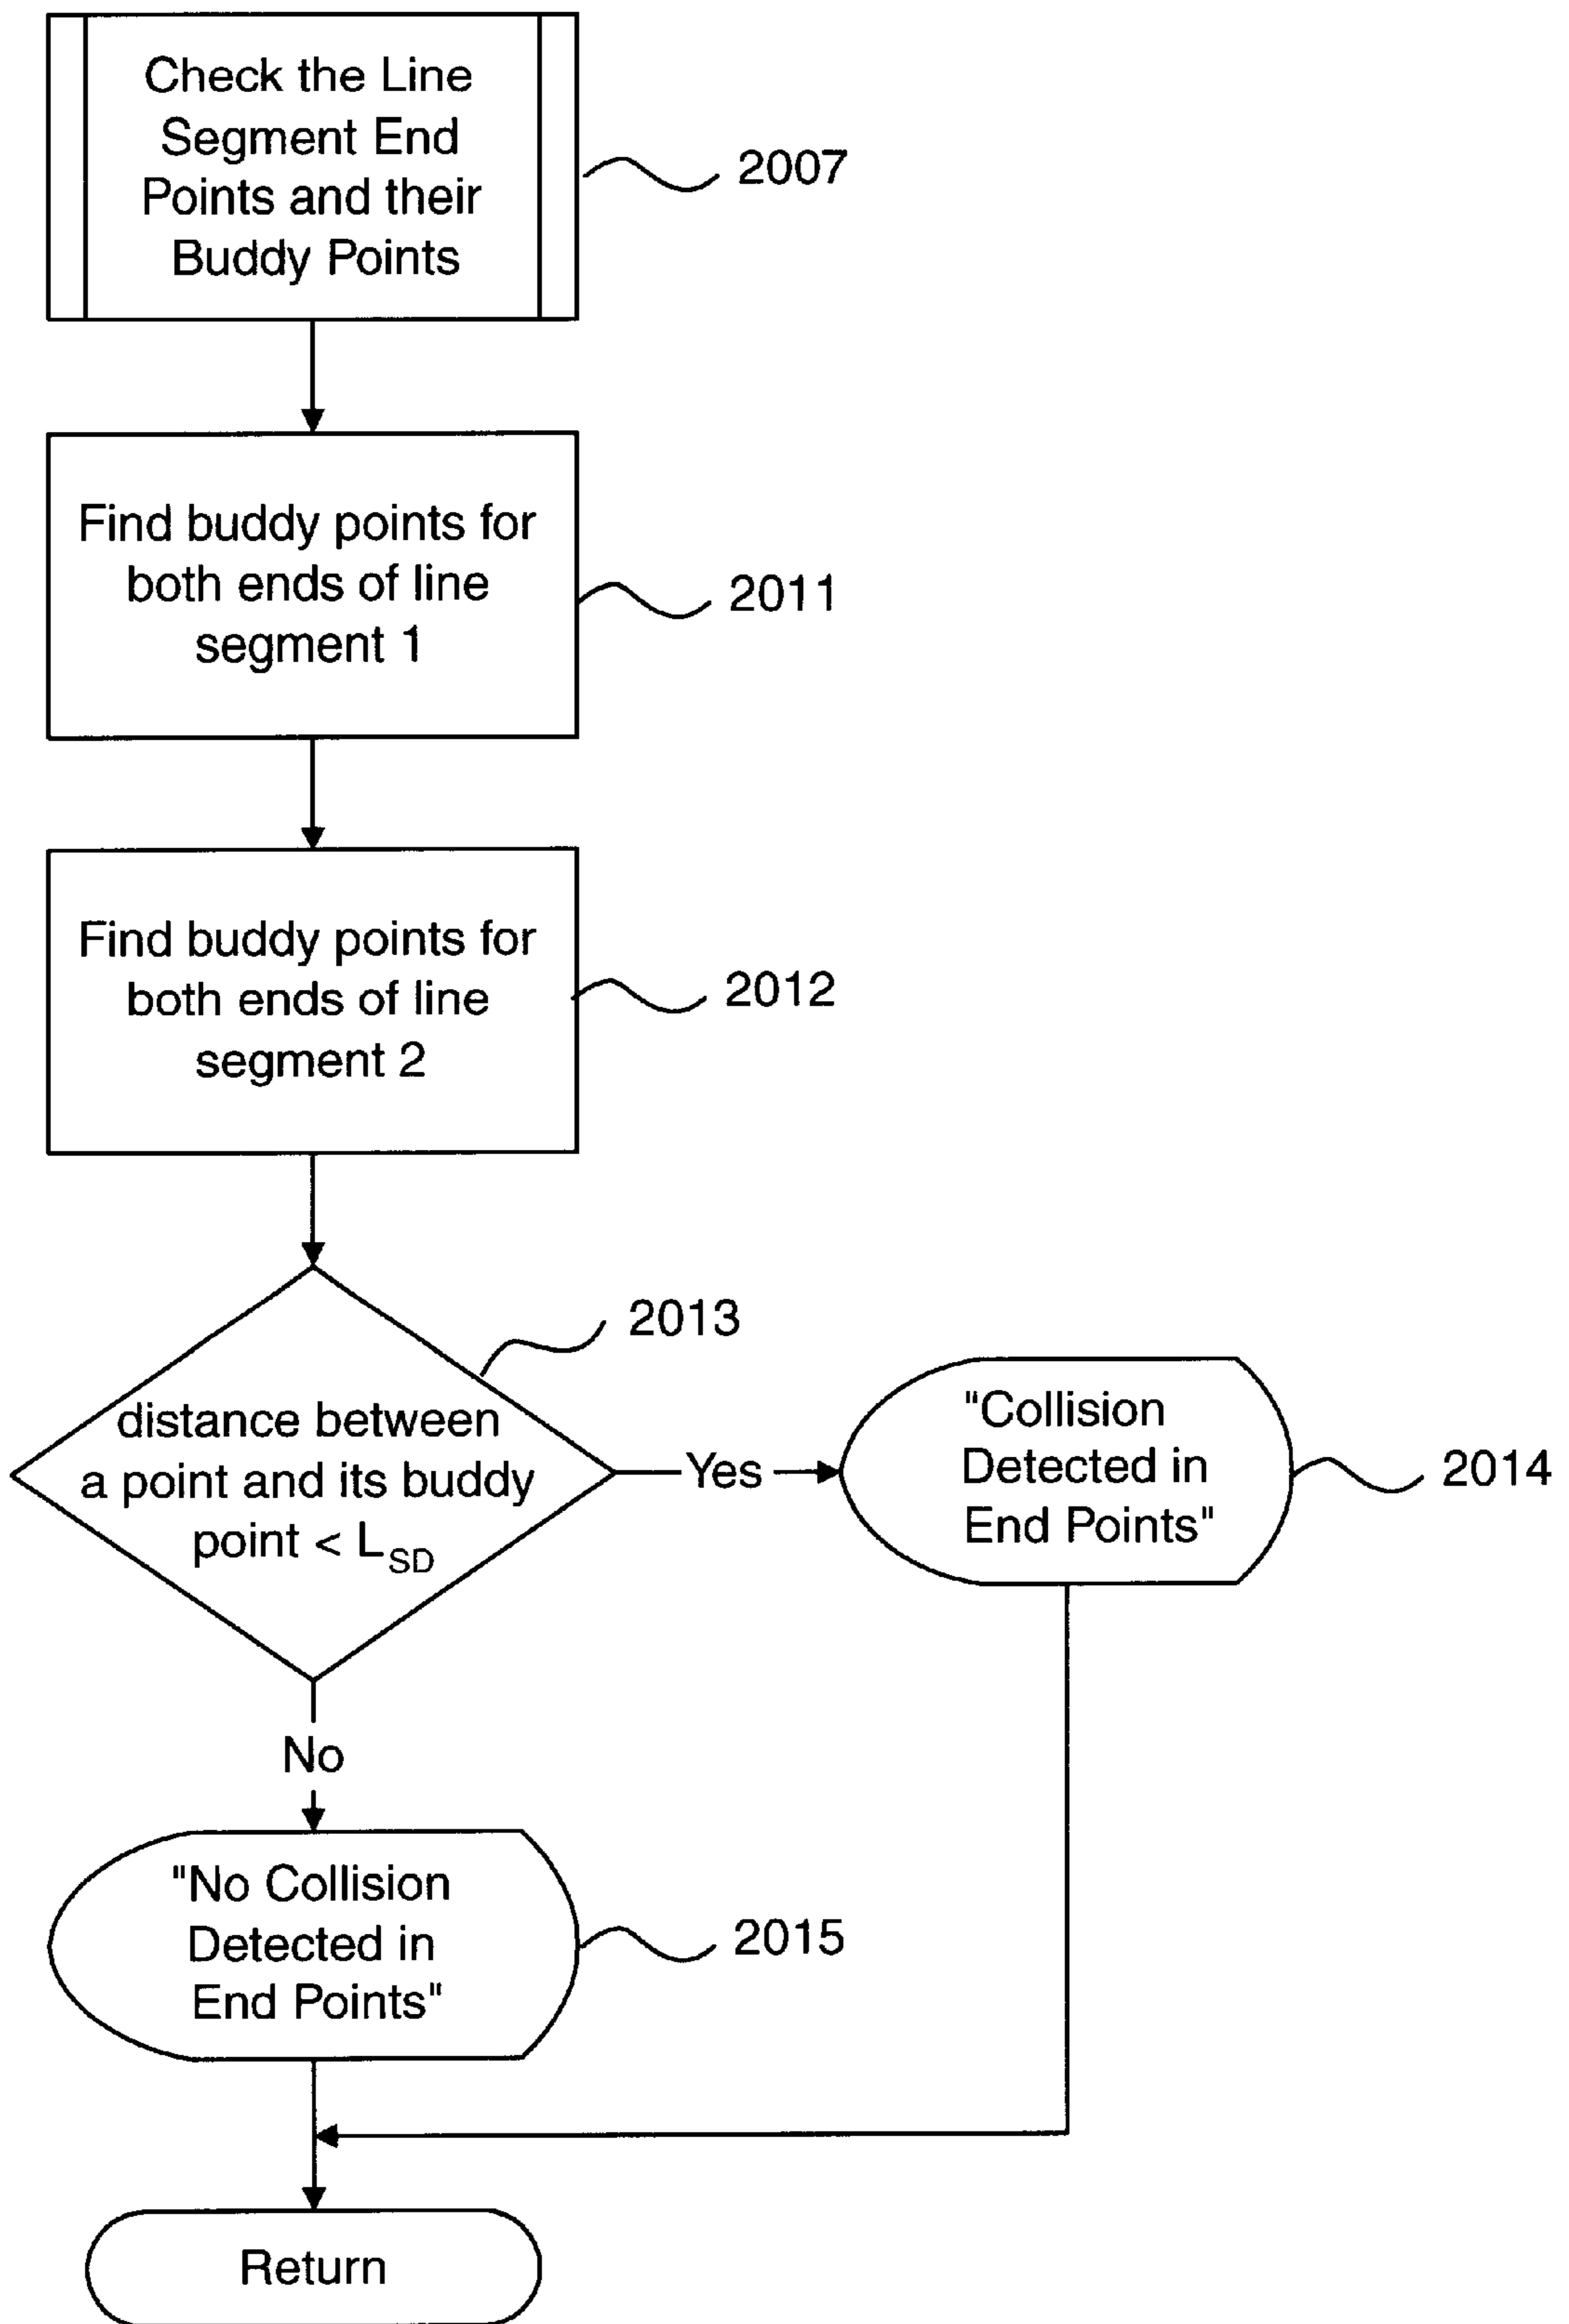 Check the Line
Segment End
Points and their
Buddy Points
2007
Find buddy points for
both ends of line
segment 1
2011
Find buddy points for
both ends of line
segment 2
2012
2013
distance between
a point and its buddy
point < L_SD
Yes
"Collision
Detected in
End Points"
2014
No
"No Collision
Detected in
End Points"
2015
Return